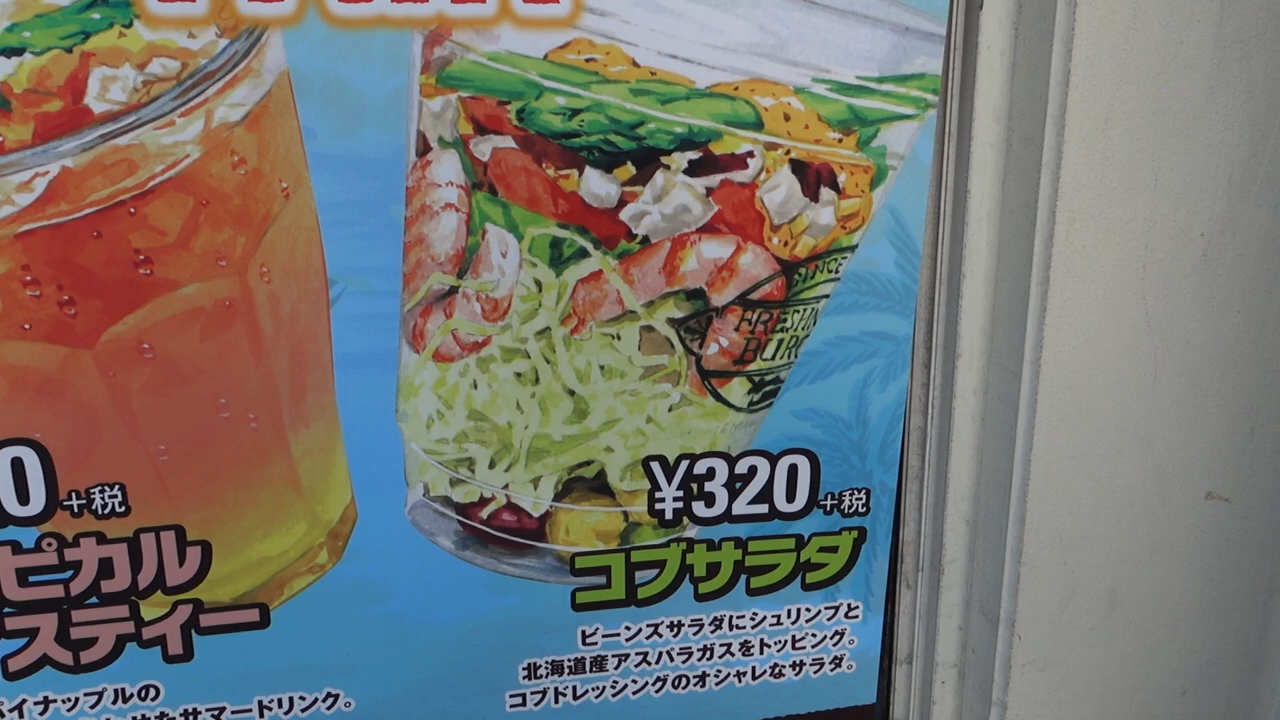 SINCE
FRESHN
BURG
0+税
ピカル
スティー
パイナップルの
サマードリンク。
¥320+税
コブサラダ
ビーンズサラダにシュリンプと
北海道産アスパラガスをトッピング。
コブドレッシングのオシャレなサラダ。